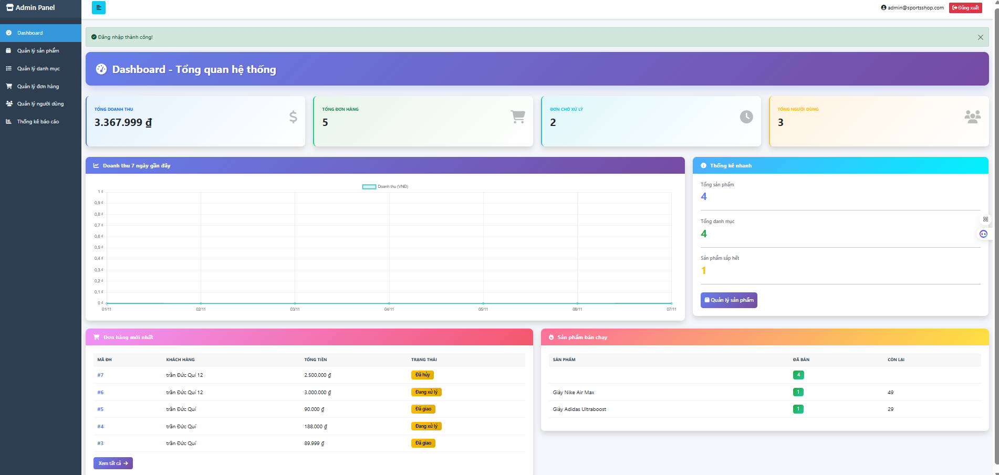 Admin Panel
admin@sportsshop.com
Đăng xuất
Dashboard
Quản lý sản phẩm
Quản lý danh mục
Quản lý đơn hàng
Quản lý người dùng
Thống kê báo cáo
Đăng nhập thành công!
Dashboard - Tổng quan hệ thống
TỔNG DOANH THU
3.367.999 ₫
TỔNG ĐƠN HÀNG
5
ĐƠN CHỜ XỬ LÝ
2
TỔNG NGƯỜI DÙNG
3
Doanh thu 7 ngày gần đây
Doanh thu (VNĐ)
1 ₫
0,9 ₫
0,8 ₫
0,7 ₫
0,6 ₫
0,5 ₫
0,4 ₫
0,3 ₫
0,2 ₫
0,1 ₫
0 ₫
01/11 02/11 03/11 04/11 05/11 06/11 07/11
Thống kê nhanh
Tổng sản phẩm
4
Tổng danh mục
4
Sản phẩm sắp hết
1
Quản lý sản phẩm
Đơn hàng mới nhất
MÃ ĐH KHÁCH HÀNG TỔNG TIỀN TRẠNG THÁI
#7 trần Đức Quí 12 2.500.000 ₫ Đã hủy
#6 trần Đức Quí 12 3.000.000 ₫ Đang xử lý
#5 trần Đức Quí 90.000 ₫ Đã giao
#4 trần Đức Quí 188.000 ₫ Đang xử lý
#3 trần Đức Quí 89.999 ₫ Đã giao
Xem tất cả
Sản phẩm bán chạy
SẢN PHẨM ĐÃ BÁN CÒN LẠI
4
Giày Nike Air Max 1 49
Giày Adidas Ultraboost 1 29